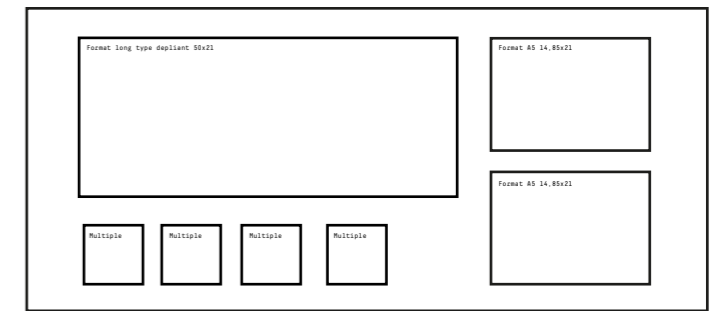 Format long type depliant 50x21
Format A5 14,85x21
Format A5 14,85x21
Multiple
Multiple
Multiple
Multiple